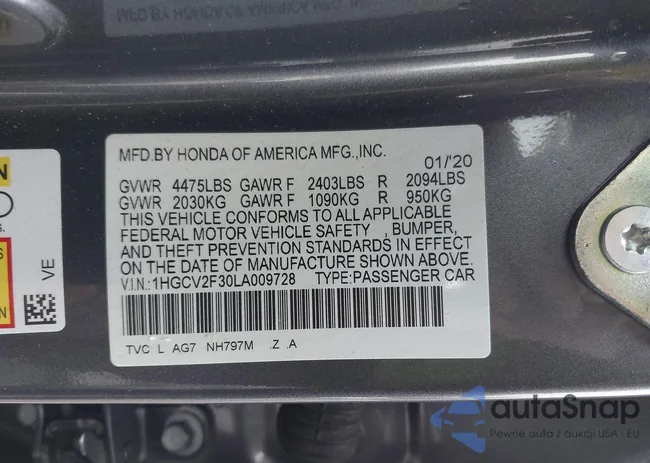 MFD.BY HONDA OF AMERICA MFG.,INC.
01/'20
GVWR 4475LBS GAWR F 2403LBS R 2094LBS
GVWR 2030KG GAWR F 1090KG R 950KG
THIS VEHICLE CONFORMS TO ALL APPLICABLE
FEDERAL MOTOR VEHICLE SAFETY , BUMPER,
AND THEFT PREVENTION STANDARDS IN EFFECT
ON THE DATE OF MANUFACTURE SHOWN ABOVE.
V.I.N.:1HGCV2F30LA009728 TYPE:PASSENGER CAR
TVC L AG7 NH797M .Z .A
VE
autoSnap
Pewne auta z aukcji USA i EU